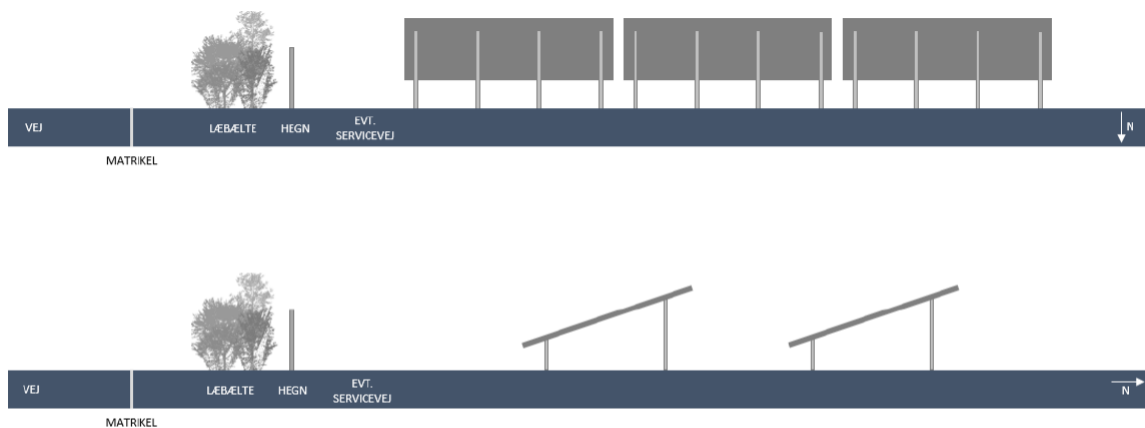 VEJ
LÆBÆLTE
HEGN
EVT.
SERVICEVEJ
N
MATRIKEL
VEJ
LÆBÆLTE
HEGN
EVT.
SERVICEVEJ
N
MATRIKEL